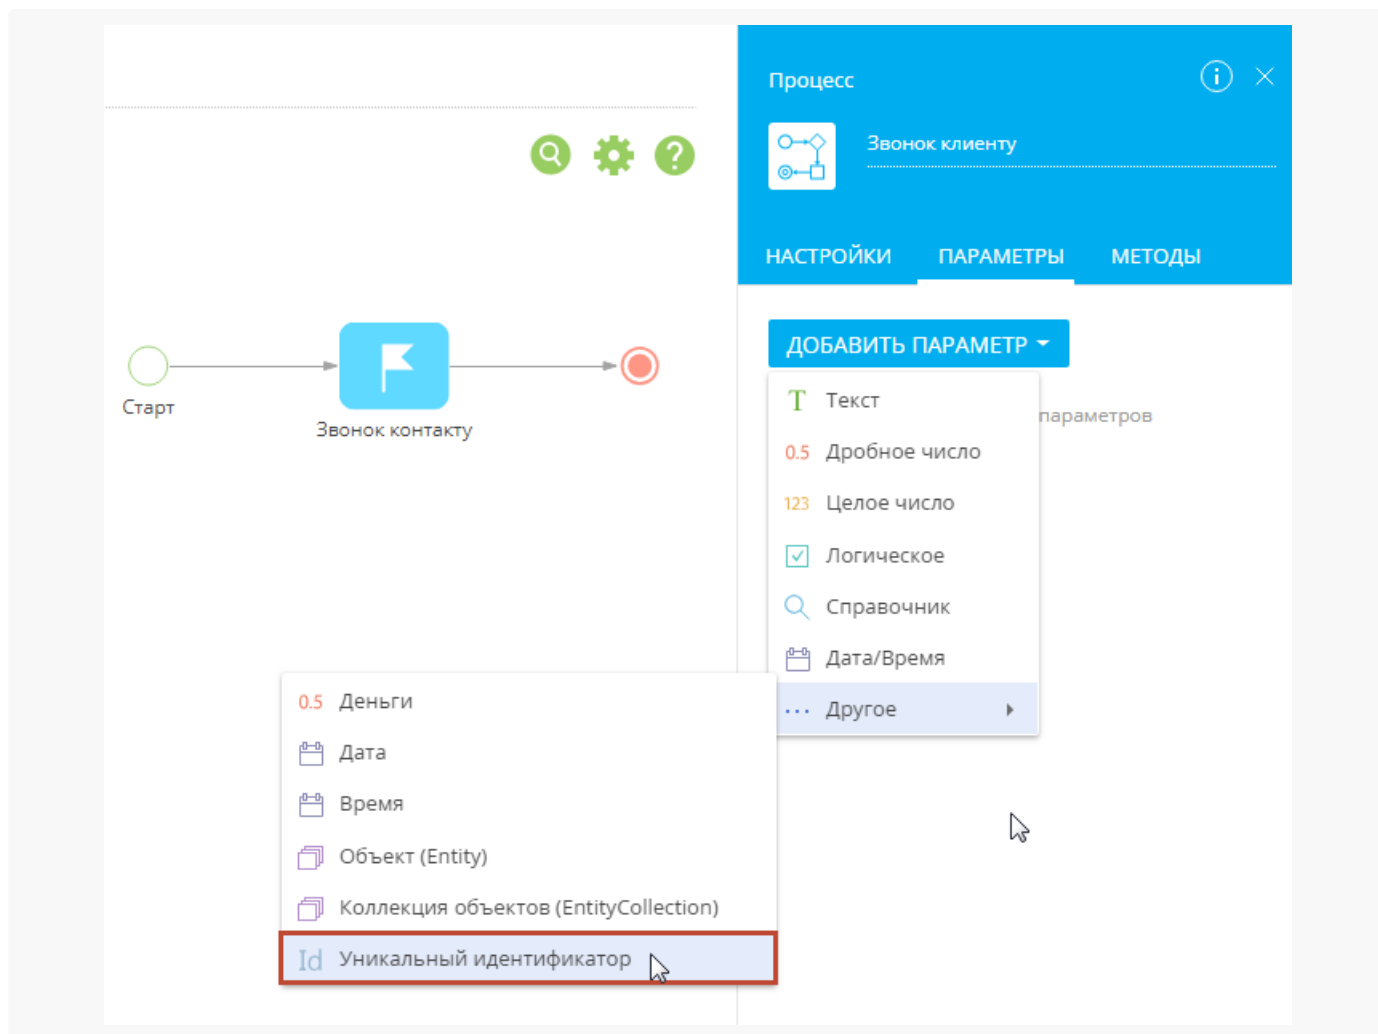 Процесс
Звонок клиенту
НАСТРОЙКИ ПАРАМЕТРЫ МЕТОДЫ
ДОБАВИТЬ ПАРАМЕТР
параметров
T Текст
0.5 Дробное число
123 Целое число
Логическое
Справочник
Дата/Время
... Другое
Старт
Звонок контакту
0.5 Деньги
Дата
Время
Объект (Entity)
Коллекция объектов (EntityCollection)
Id Уникальный идентификатор